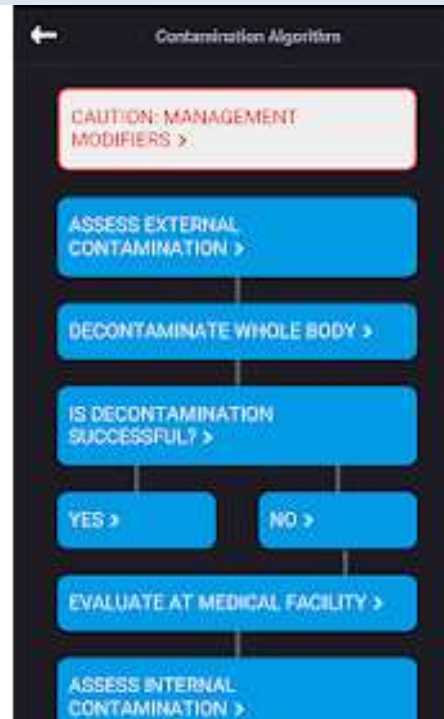 Contamination Algorithm
CAUTION: MANAGEMENT
MODIFIERS >
ASSESS EXTERNAL
CONTAMINATION >
DECONTAMINATE WHOLE BODY >
IS DECONTAMINATION
SUCCESSFUL? >
YES >
NO >
EVALUATE AT MEDICAL FACILITY >
ASSESS INTERNAL
CONTAMINATION >